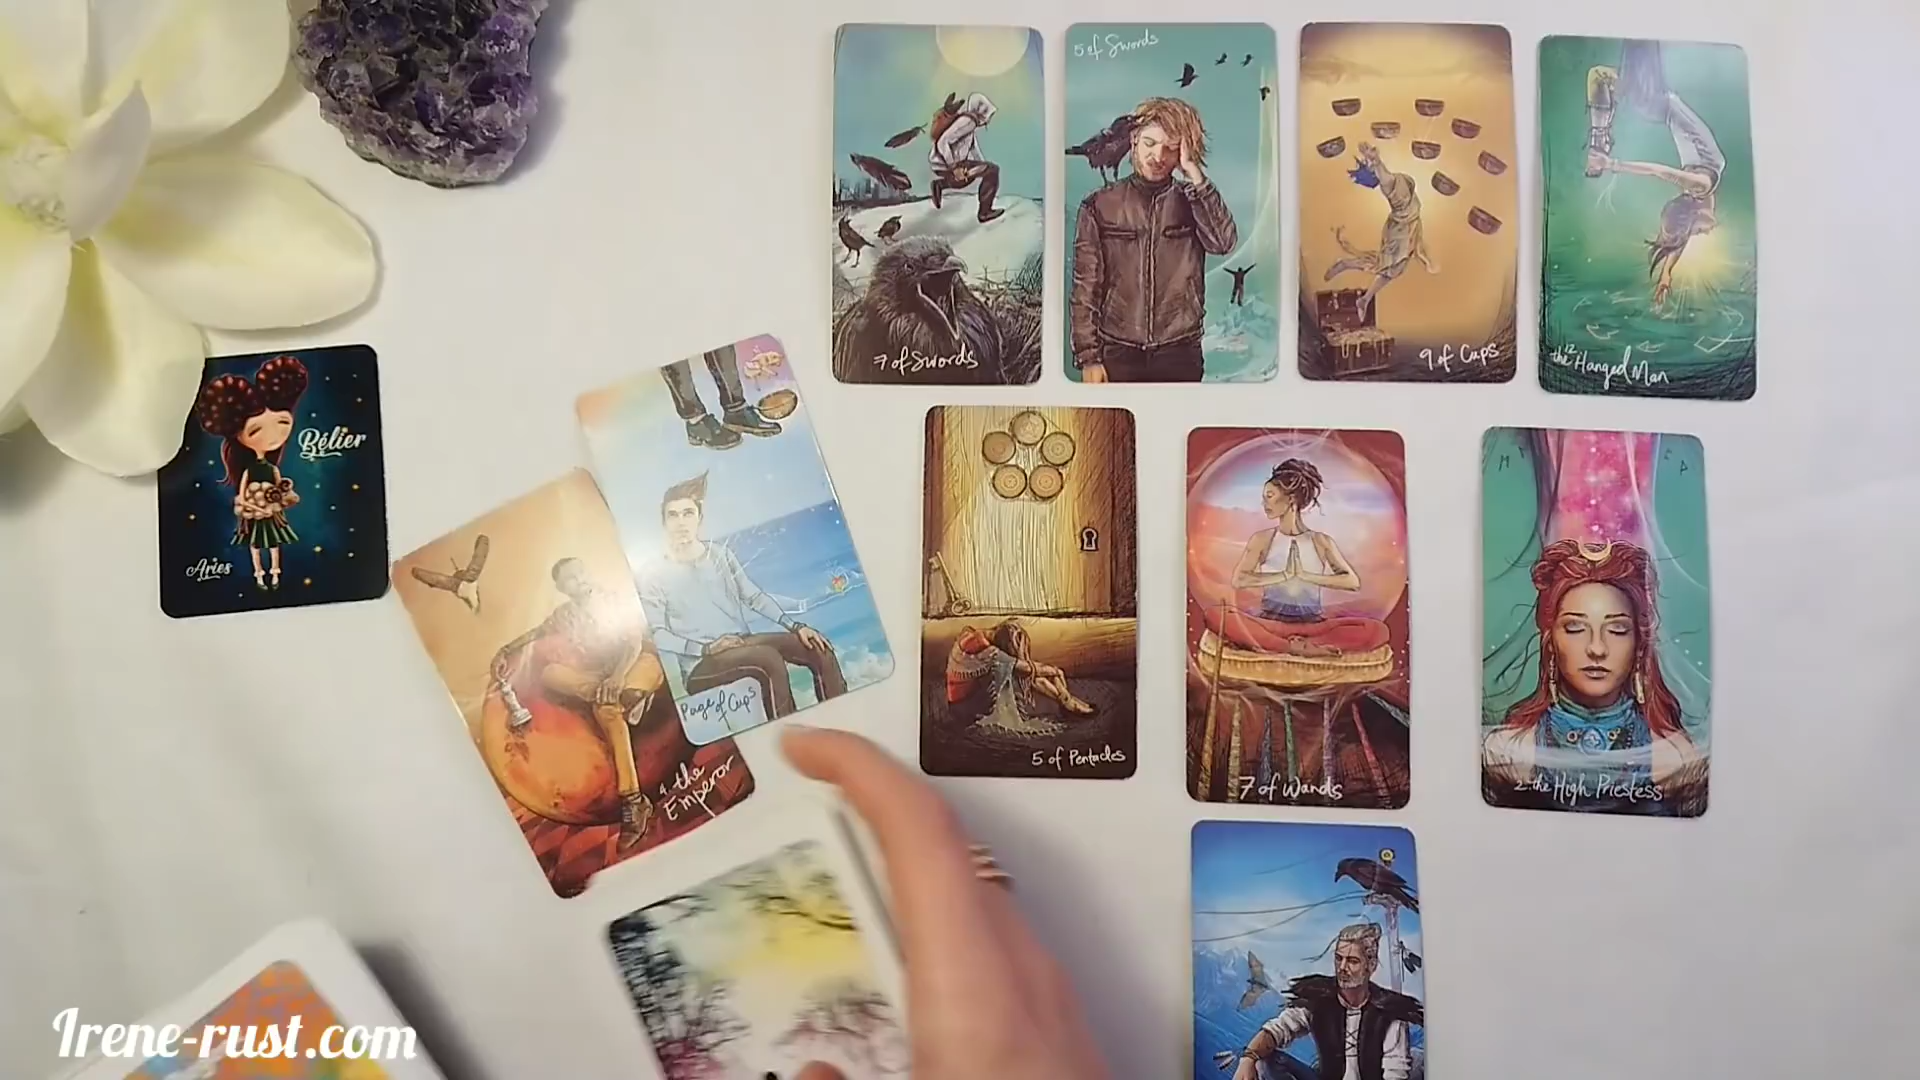 5 of Swords
7 of Swords
9 of Cups
12
the Hanged Man
Bélier
Aries
Page of Cups
4. the
Emperor
5 of Pentacles
7 of Wands
2. the High Priestess
Irene-rust.com